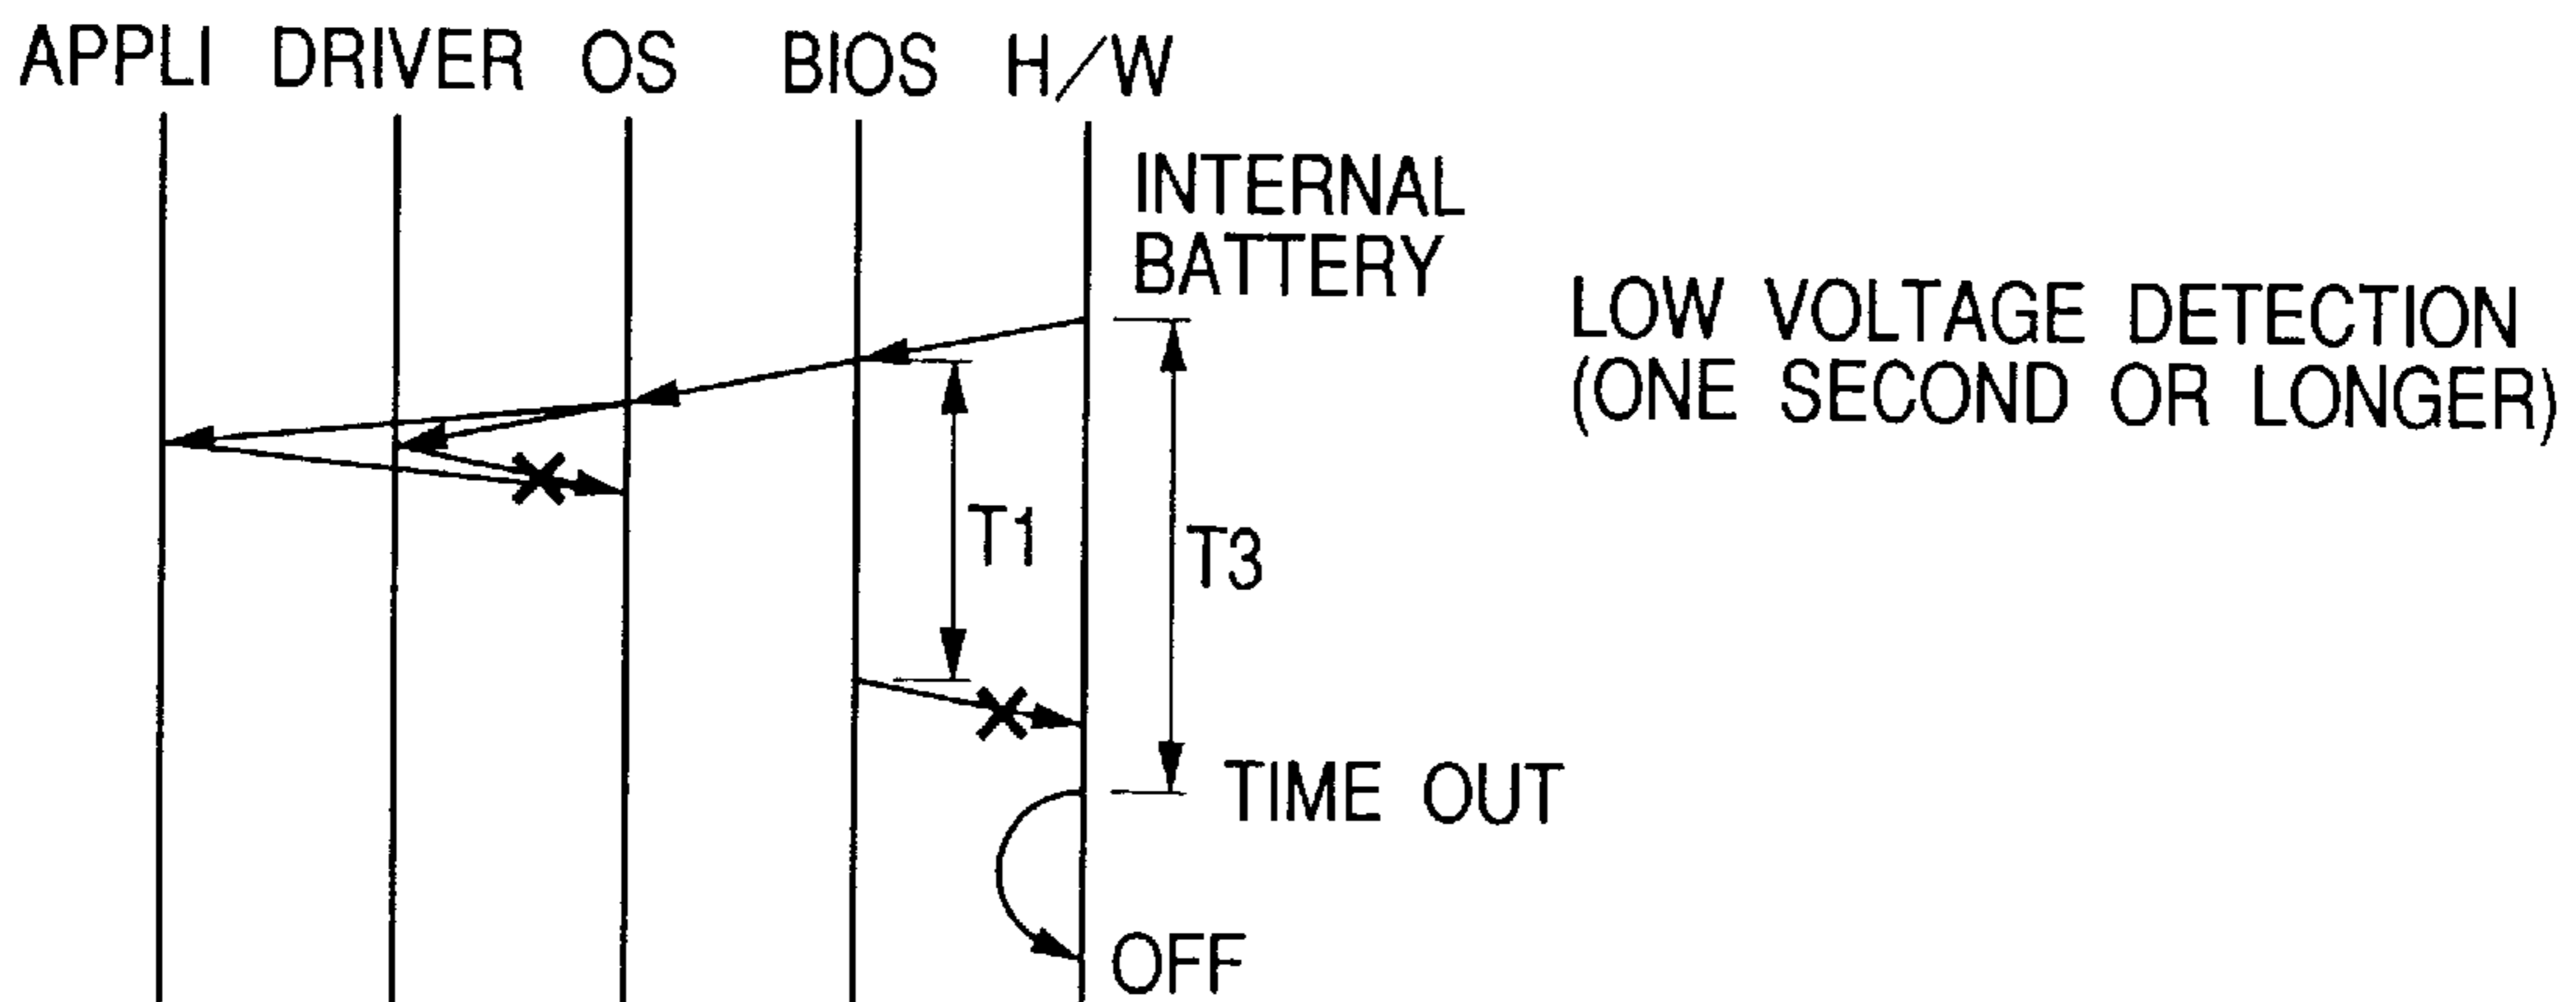 APPLI DRIVER OS BIOS H/W
INTERNAL
BATTERY
LOW VOLTAGE DETECTION
(ONE SECOND OR LONGER)
T1
T3
TIME OUT
OFF